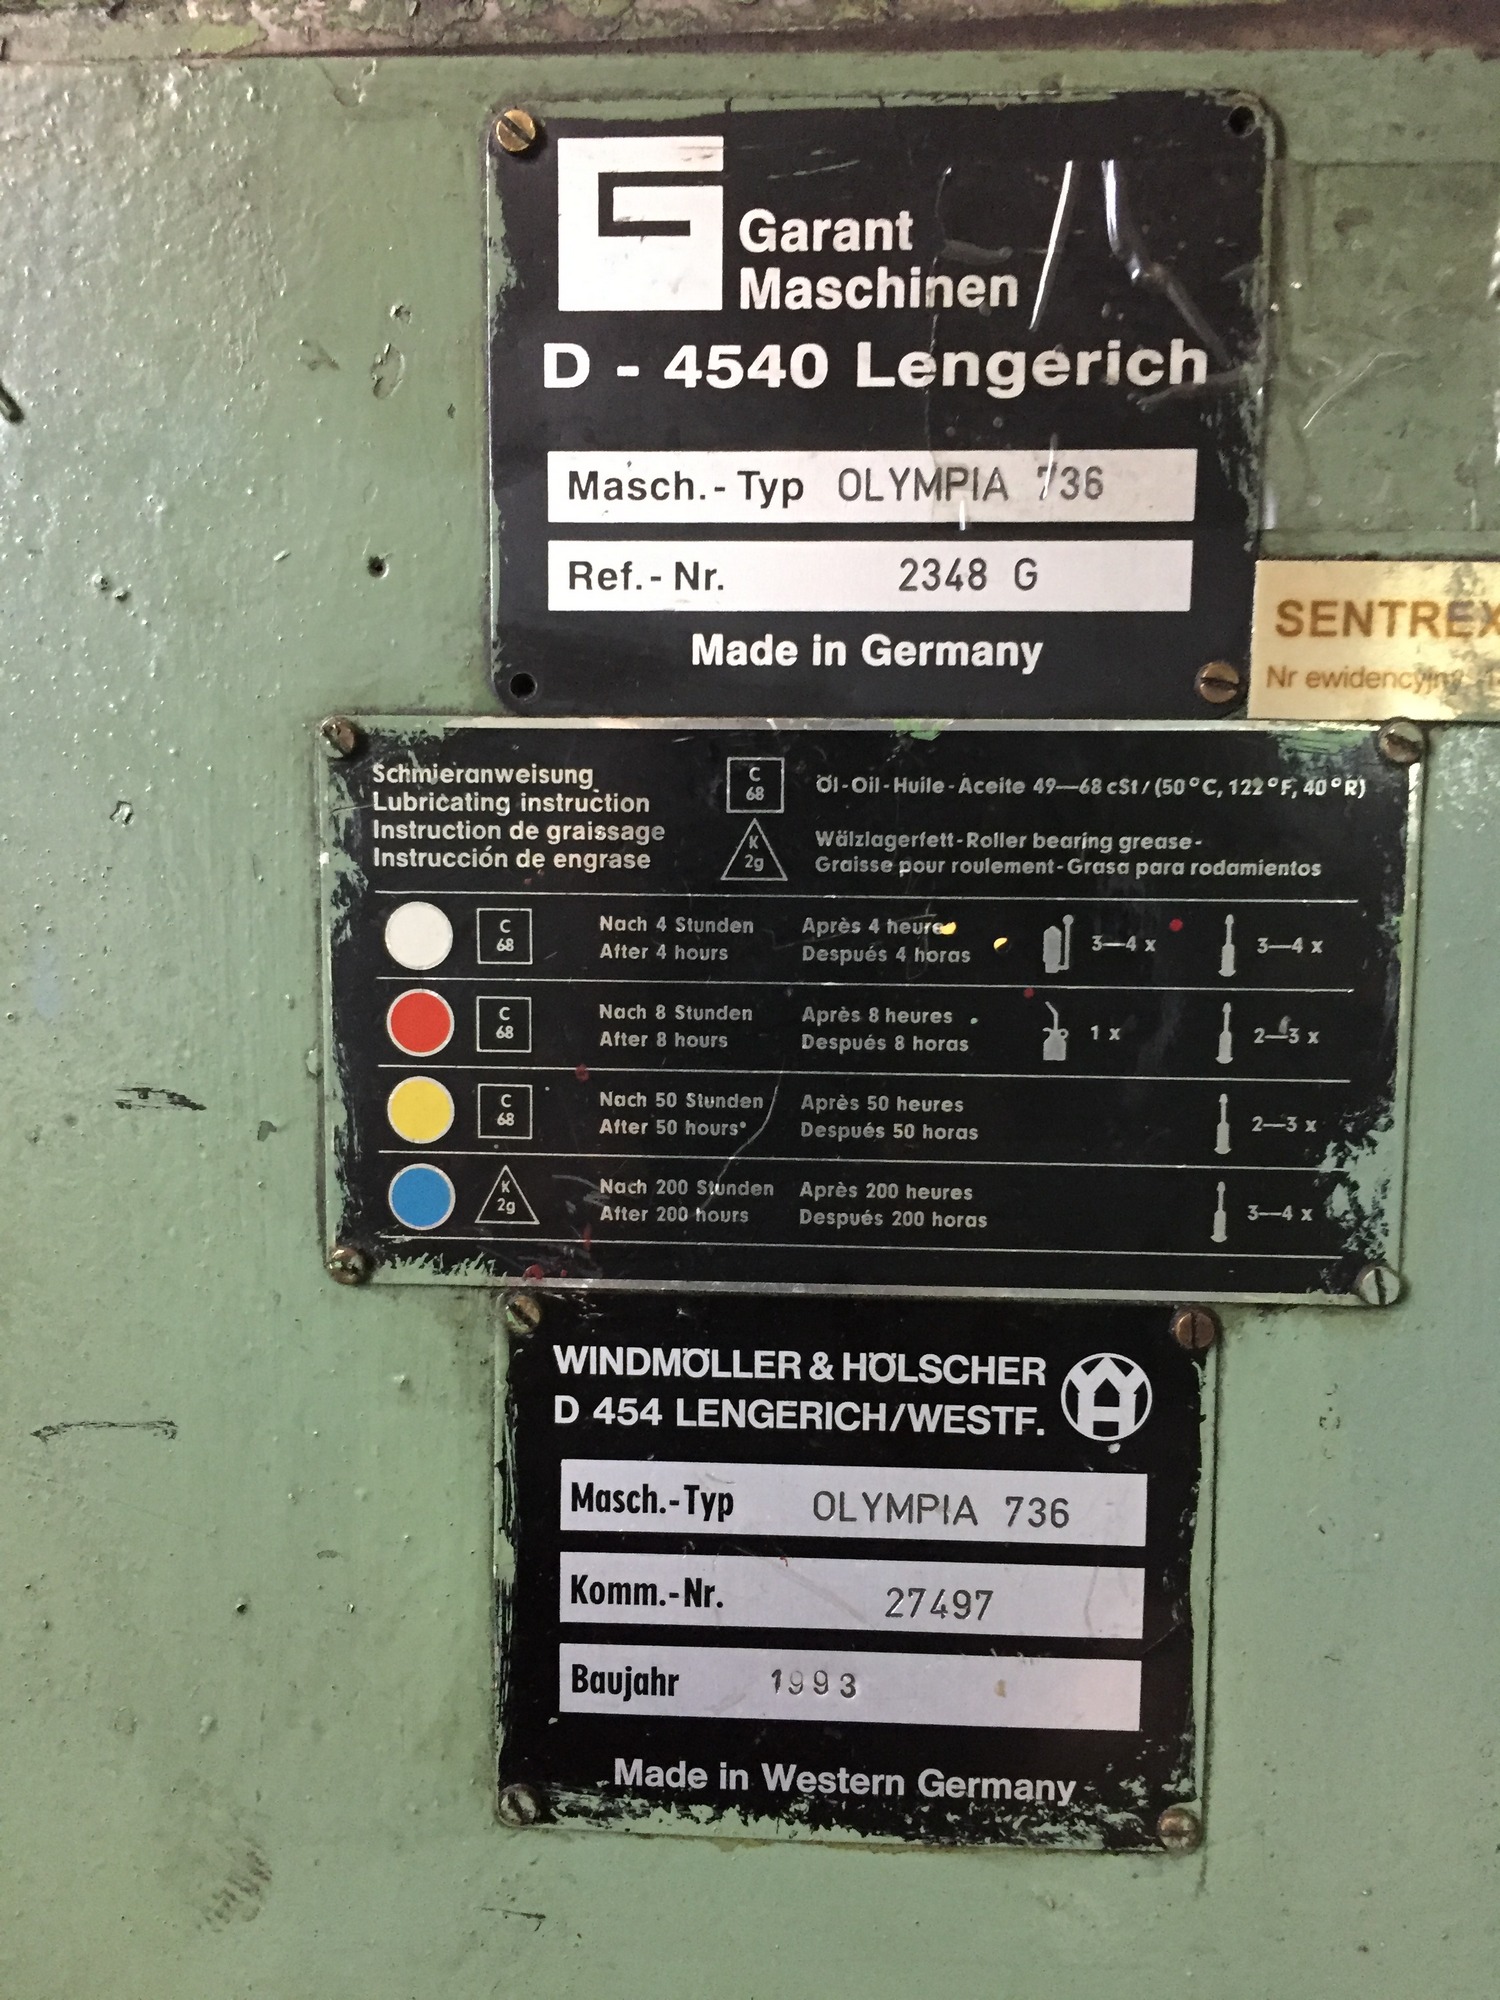 Garant
Maschinen
D - 4540 Lengerich
Masch.- Typ OLYMPIA 736
Ref.- Nr. 2348 G
Made in Germany
SENTREX
Nr ewidencyjny
Schmieranweisung
Lubricating instruction
Instruction de graissage
Instrucción de engrase
C
68
Öl-Oil-Huile-Aceite 49—68 cSt/(50°C, 122°F, 40°R)
K
2g
Wälzlagerfett-Roller bearing grease-
Graisse pour roulement-Grasa para rodamientos
C
68
Nach 4 Stunden Après 4 heures
After 4 hours Después 4 horas
3—4 x 3—4 x
C
68
Nach 8 Stunden Après 8 heures
After 8 hours Después 8 horas
1 x 2—3 x
C
68
Nach 50 Stunden Après 50 heures
After 50 hours Después 50 horas
2—3 x
K
2g
Nach 200 Stunden Après 200 heures
After 200 hours Después 200 horas
3—4 x
WINDMÖLLER & HÖLSCHER
D 454 LENGERICH/WESTF.
Masch.-Typ OLYMPIA 736
Komm.-Nr. 27497
Baujahr 1993
Made in Western Germany